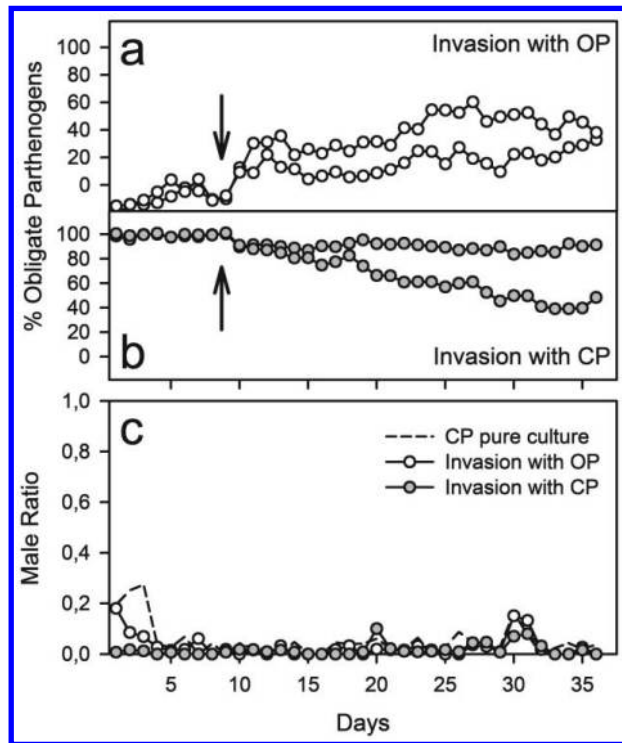 a
Invasion with OP
100
80
60
40
20
0
% Obligate Parthenogens
100
80
60
40
20
0
b
Invasion with CP
c
CP pure culture
Invasion with OP
Invasion with CP
Male Ratio
1,0
0,8
0,6
0,4
0,2
0,0
5 10 15 20 25 30 35
Days